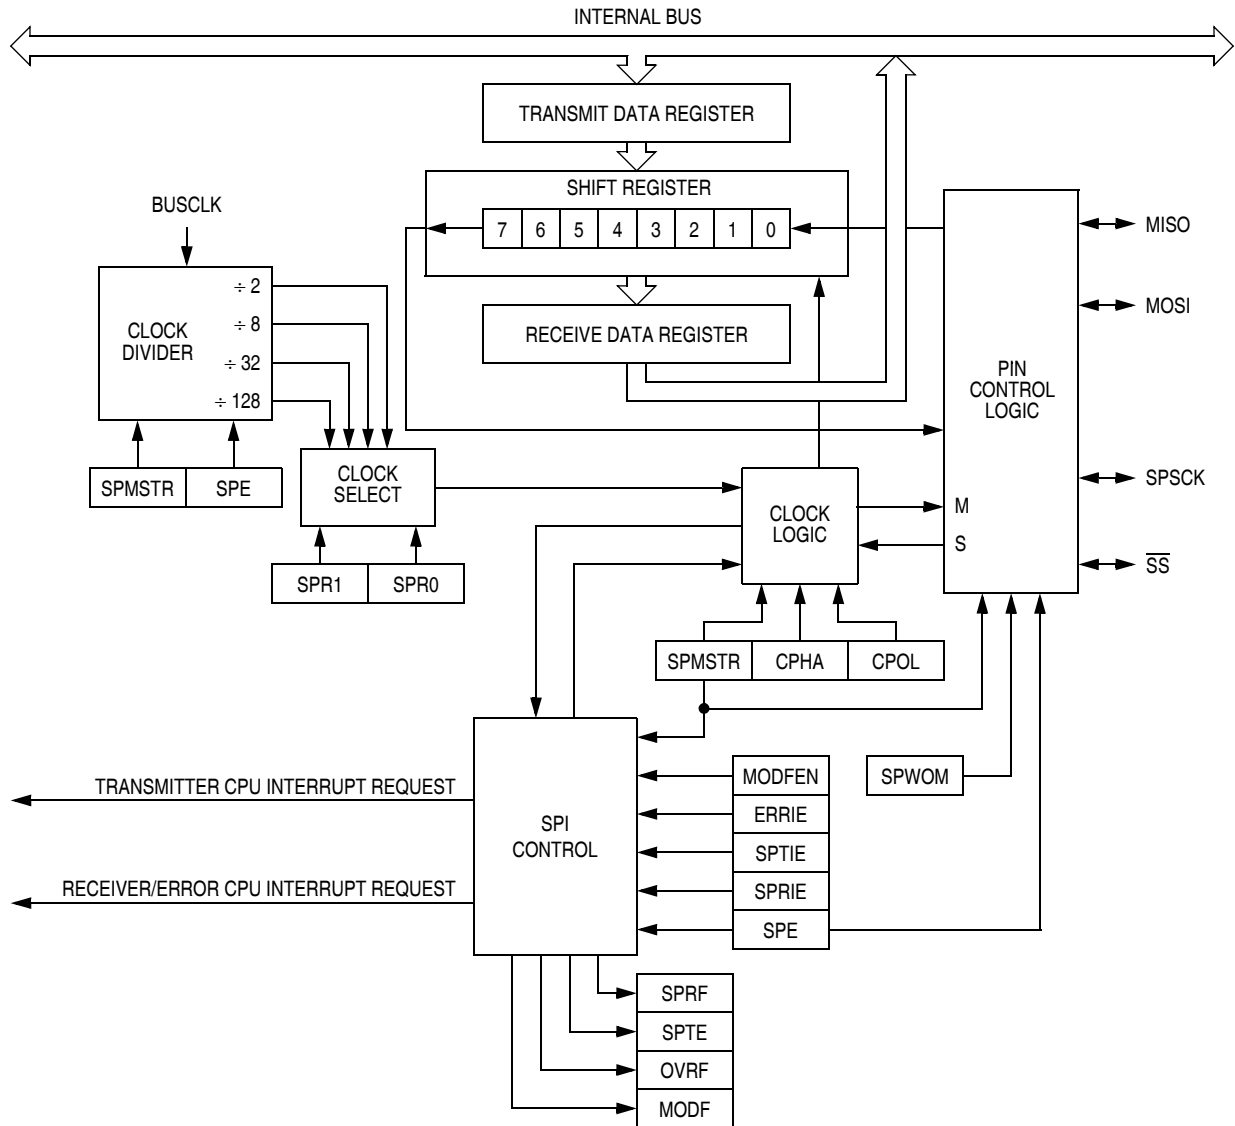 INTERNAL BUS
TRANSMIT DATA REGISTER
SHIFT REGISTER
7 6 5 4 3 2 1 0
RECEIVE DATA REGISTER
BUSCLK
CLOCK
DIVIDER
÷ 2
÷ 8
÷ 32
÷ 128
SPMSTR SPE
CLOCK
SELECT
SPR1 SPR0
PIN
CONTROL
LOGIC
M
S
MISO
MOSI
SPSCK
SS
CLOCK
LOGIC
SPMSTR CPHA CPOL
TRANSMITTER CPU INTERRUPT REQUEST
RECEIVER/ERROR CPU INTERRUPT REQUEST
SPI
CONTROL
MODFEN
ERRIE
SPTIE
SPRIE
SPE
SPWOM
SPRF
SPTE
OVRF
MODF